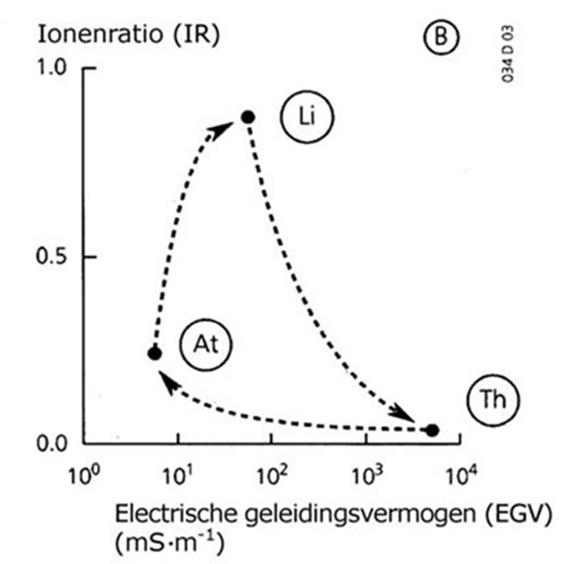 Ionenratio (IR)
B
034 D 03
1.0
Li
0.5
At
Th
0.0
10⁰ 10¹ 10² 10³ 10⁴
Electrische geleidingsvermogen (EGV)
(mS·m⁻¹)